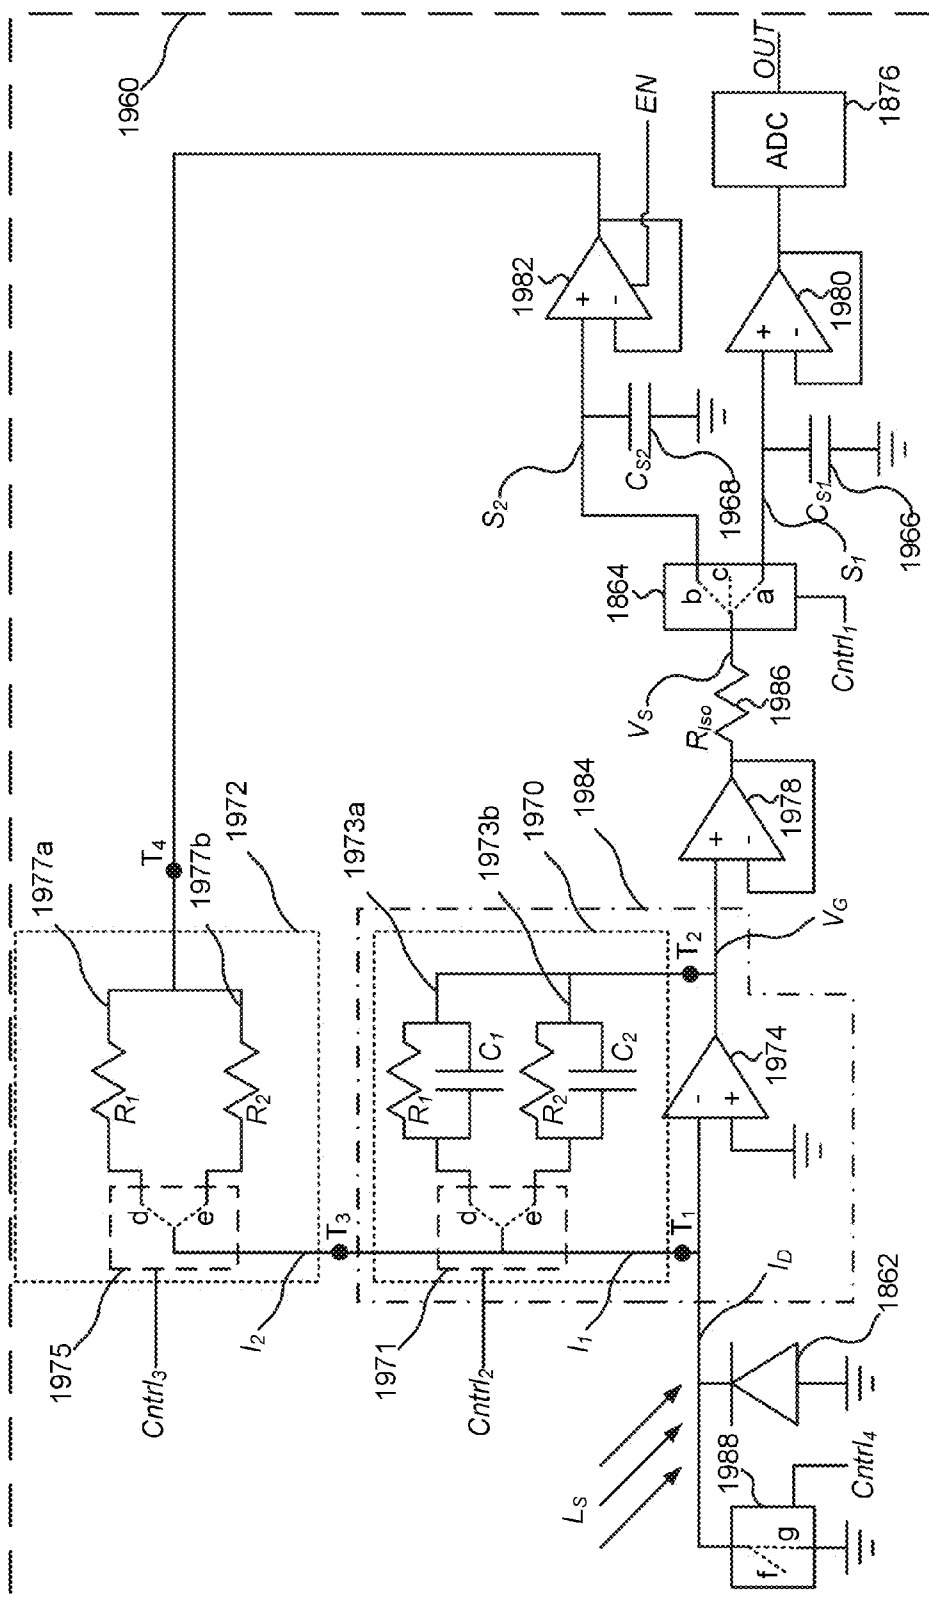 1960
1977a
T4
1977b
1972
R1
R2
d
e
1975
Cntrl3
I2
T3
1973a
1973b
1970
1984
R1
C1
R2
C2
d
e
1971
Cntrl2
I1
T1
T2
VG
-
+
1974
ID
1862
LS
1988
f
g
Cntrl4
+
-
1978
RIso
1986
VS
1864
b
c
a
Cntrl1
S2
CS2
1968
S1
CS1
1966
1982
+
-
EN
+
-
1980
ADC
1876
OUT